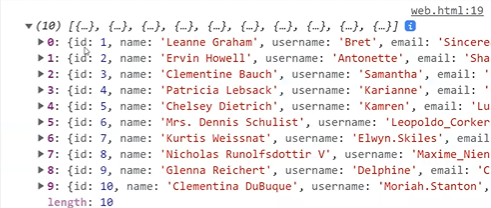 web.html:19
(10) [{…}, {…}, {…}, {…}, {…}, {…}, {…}, {…}, {…}, {…}] i
0: {id: 1, name: 'Leanne Graham', username: 'Bret', email: 'Sincere
1: {id: 2, name: 'Ervin Howell', username: 'Antonette', email: 'Sha
2: {id: 3, name: 'Clementine Bauch', username: 'Samantha', email: '
3: {id: 4, name: 'Patricia Lebsack', username: 'Karianne', email: '
4: {id: 5, name: 'Chelsey Dietrich', username: 'Kamren', email: 'Lu
5: {id: 6, name: 'Mrs. Dennis Schulist', username: 'Leopoldo_Corker
6: {id: 7, name: 'Kurtis Weissnat', username: 'Elwyn.Skiles', email
7: {id: 8, name: 'Nicholas Runolfsdottir V', username: 'Maxime_Nien
8: {id: 9, name: 'Glenna Reichert', username: 'Delphine', email: 'C
9: {id: 10, name: 'Clementina DuBuque', username: 'Moriah.Stanton',
length: 10